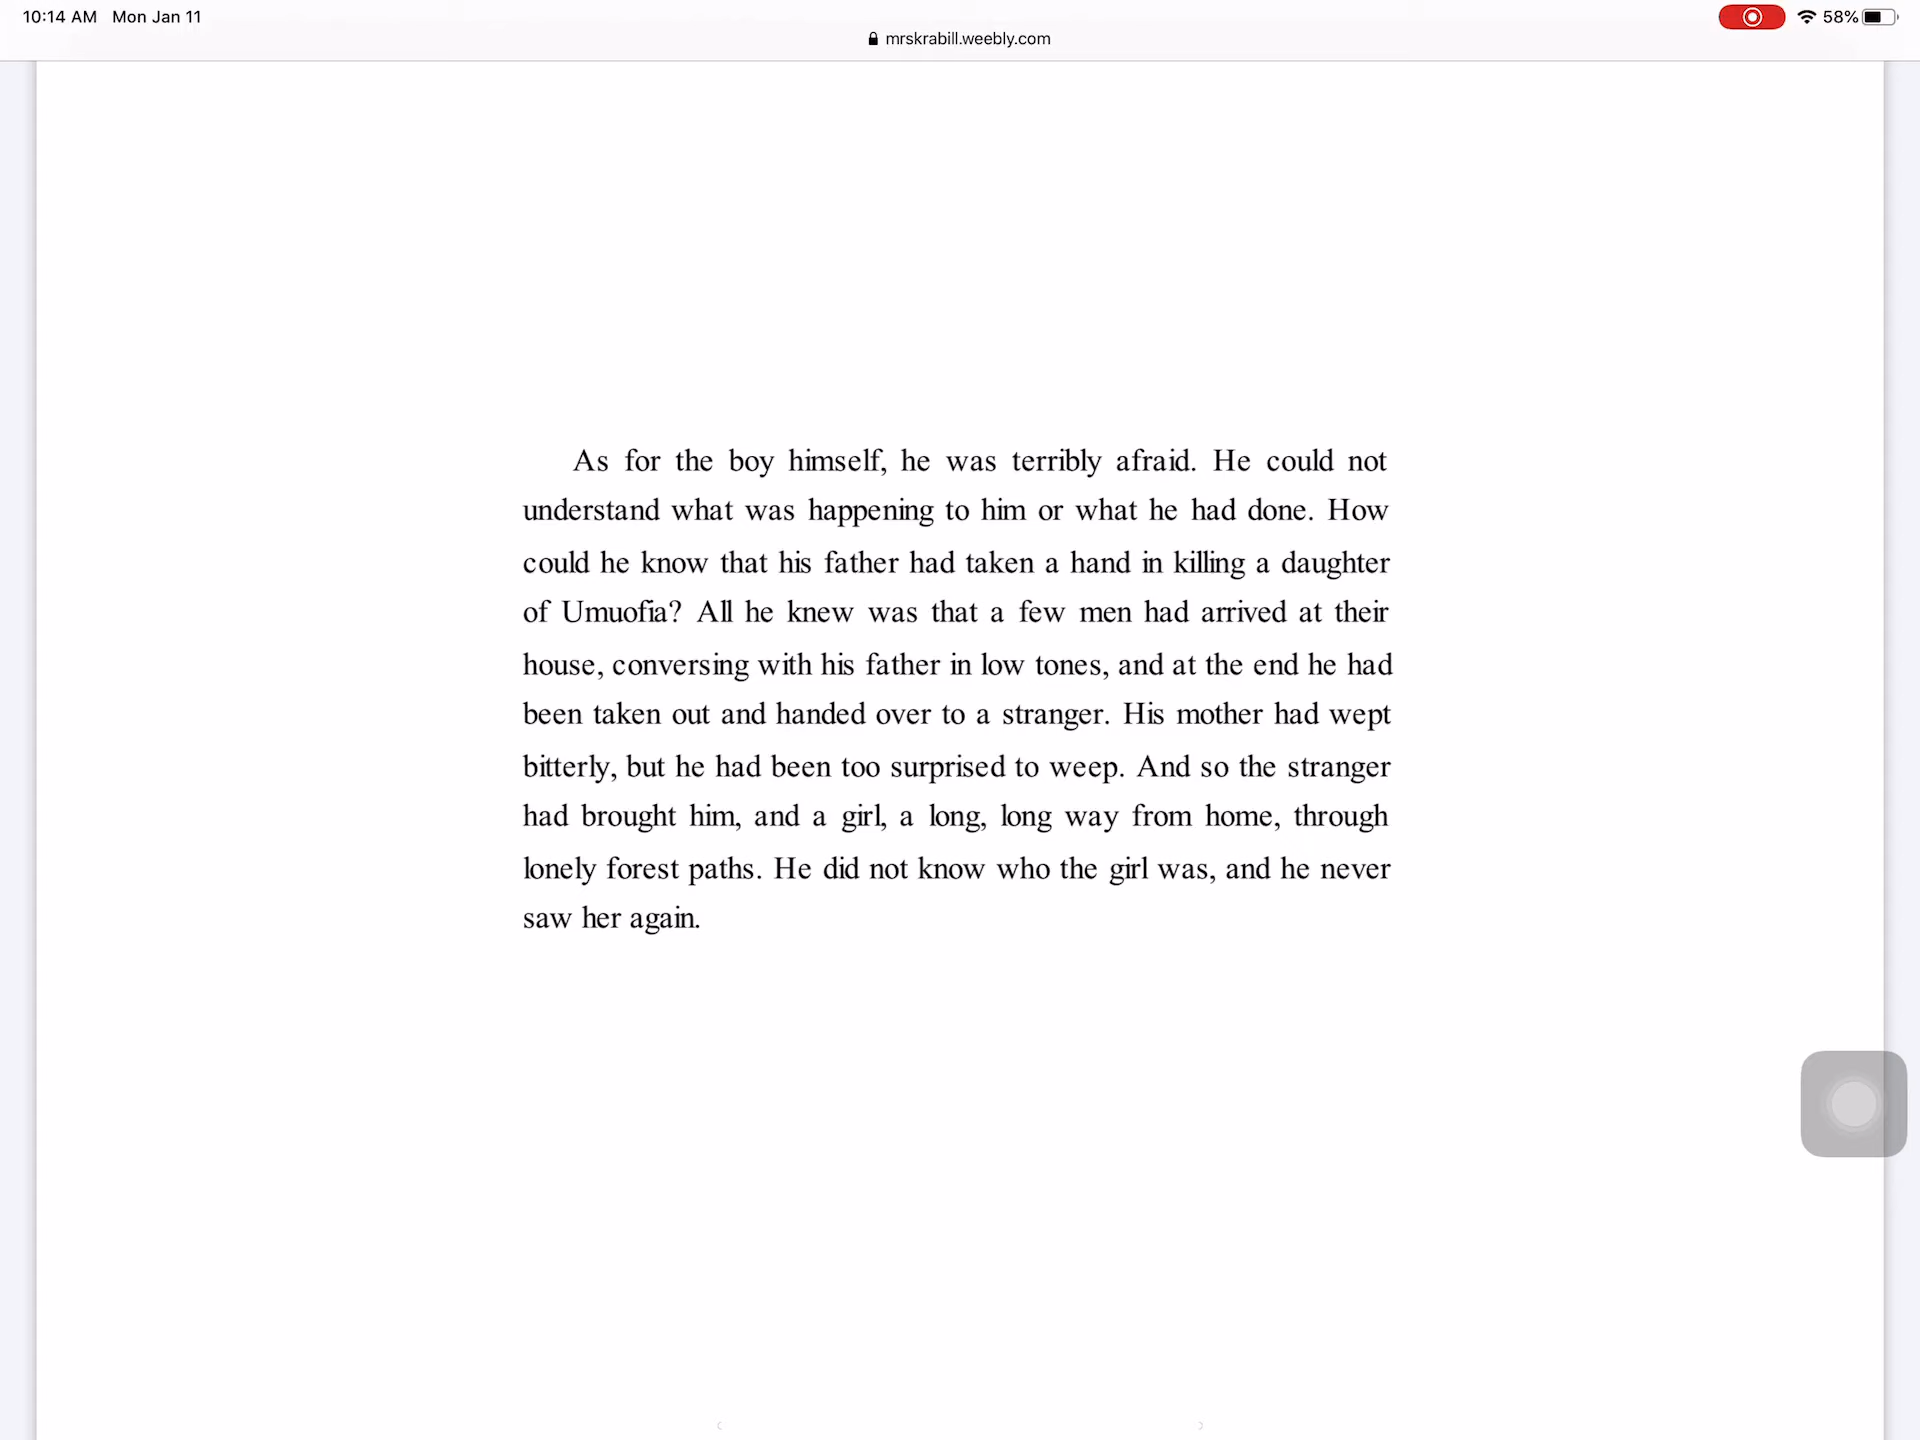 10:14 AM Mon Jan 11
58%
mrskrabill.weebly.com
As for the boy himself, he was terribly afraid. He could not
understand what was happening to him or what he had done. How
could he know that his father had taken a hand in killing a daughter
of Umuofia? All he knew was that a few men had arrived at their
house, conversing with his father in low tones, and at the end he had
been taken out and handed over to a stranger. His mother had wept
bitterly, but he had been too surprised to weep. And so the stranger
had brought him, and a girl, a long, long way from home, through
lonely forest paths. He did not know who the girl was, and he never
saw her again.